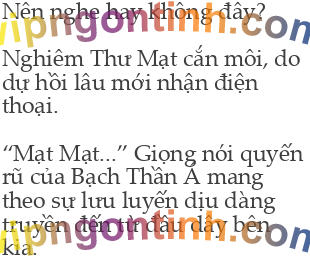 Nên nghe hay không đây?
vipngontinh.com
Nghiêm Thư Mạt cắn môi, do
dự hồi lâu mới nhận điện
thoại.
“Mạt Mạt...” Giọng nói quyến
rũ của Bạch Thần Á mang
theo sự lưu luyến dịu dàng
truyền đến từ đầu dây bên
kia.
vipngontinh.com